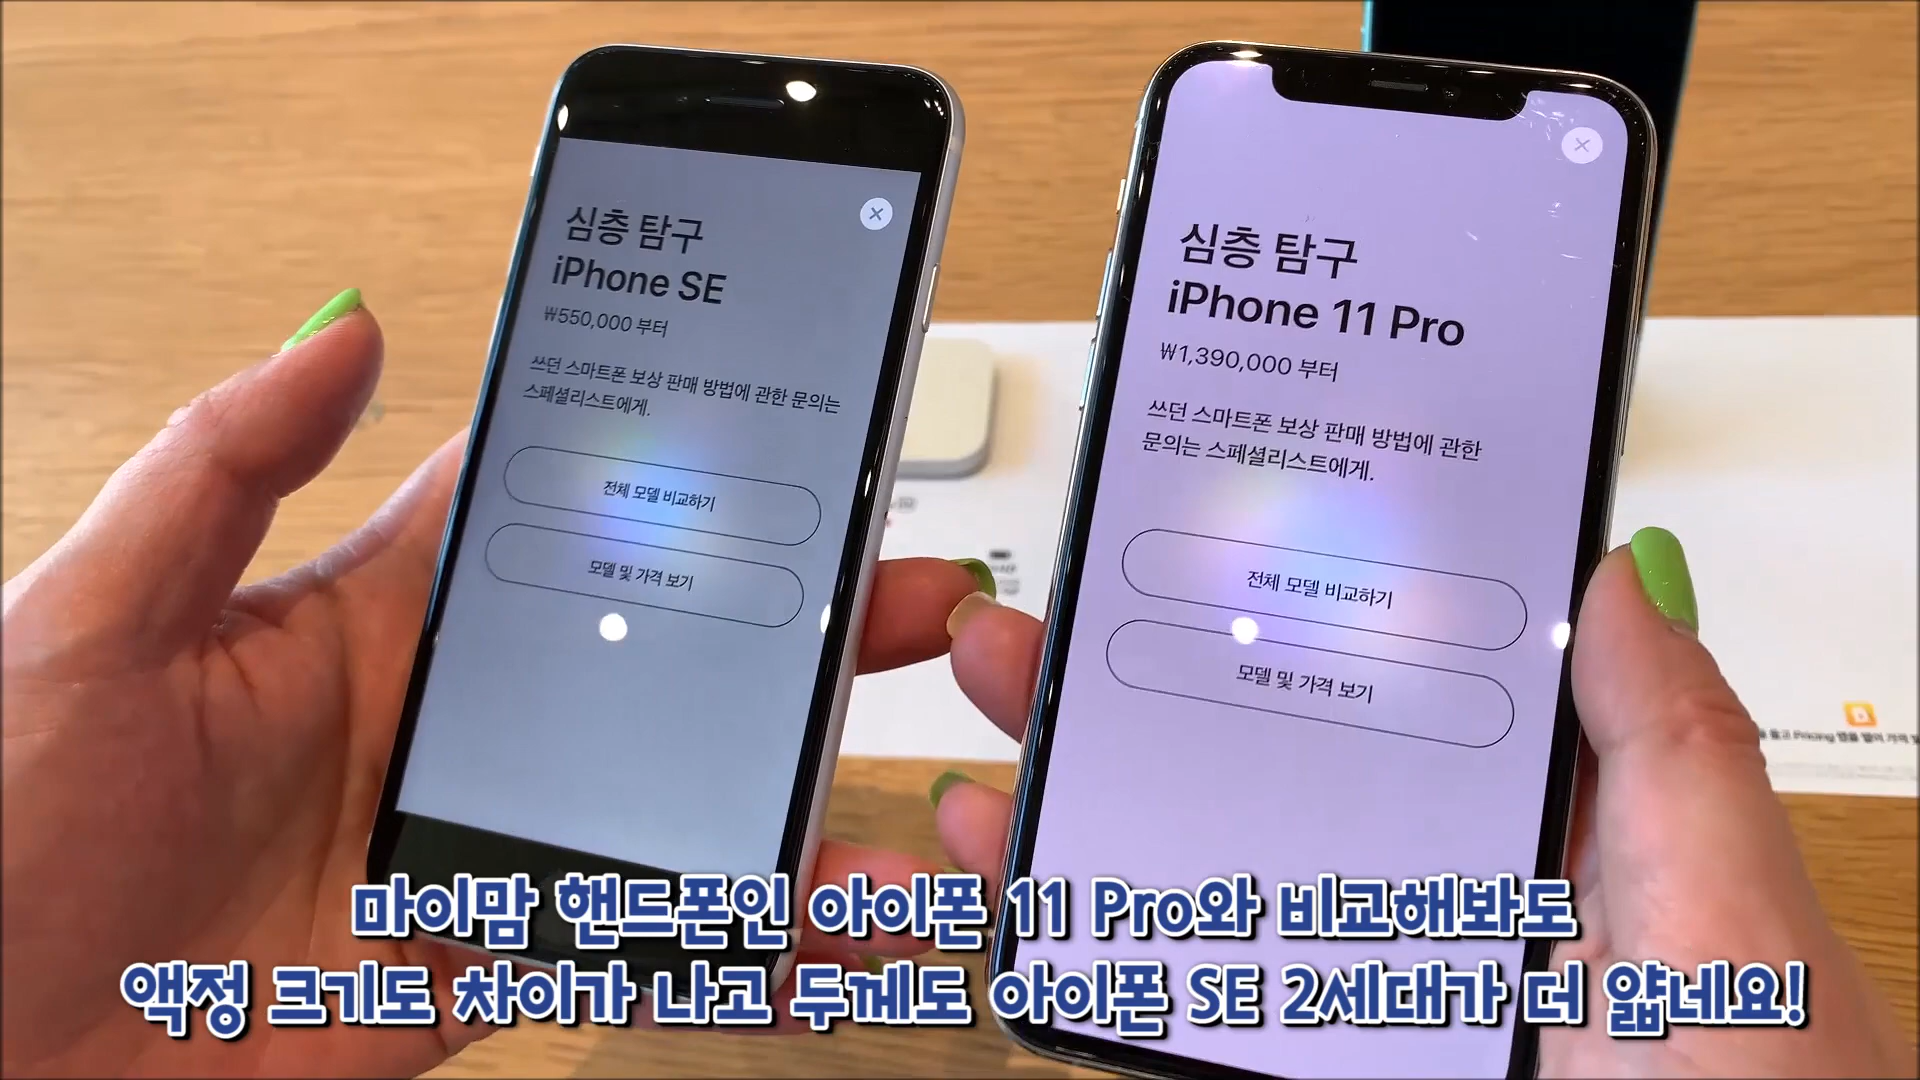 심층 탐구
iPhone SE
₩550,000 부터
쓰던 스마트폰 보상 판매 방법에 관한 문의는
스페셜리스트에게.
전체 모델 비교하기
모델 및 가격 보기
심층 탐구
iPhone 11 Pro
₩1,390,000 부터
쓰던 스마트폰 보상 판매 방법에 관한
문의는 스페셜리스트에게.
전체 모델 비교하기
모델 및 가격 보기
Pricing
마이맘 핸드폰인 아이폰 11 Pro와 비교해봐도
액정 크기도 차이가 나고 두께도 아이폰 SE 2세대가 더 얇네요!